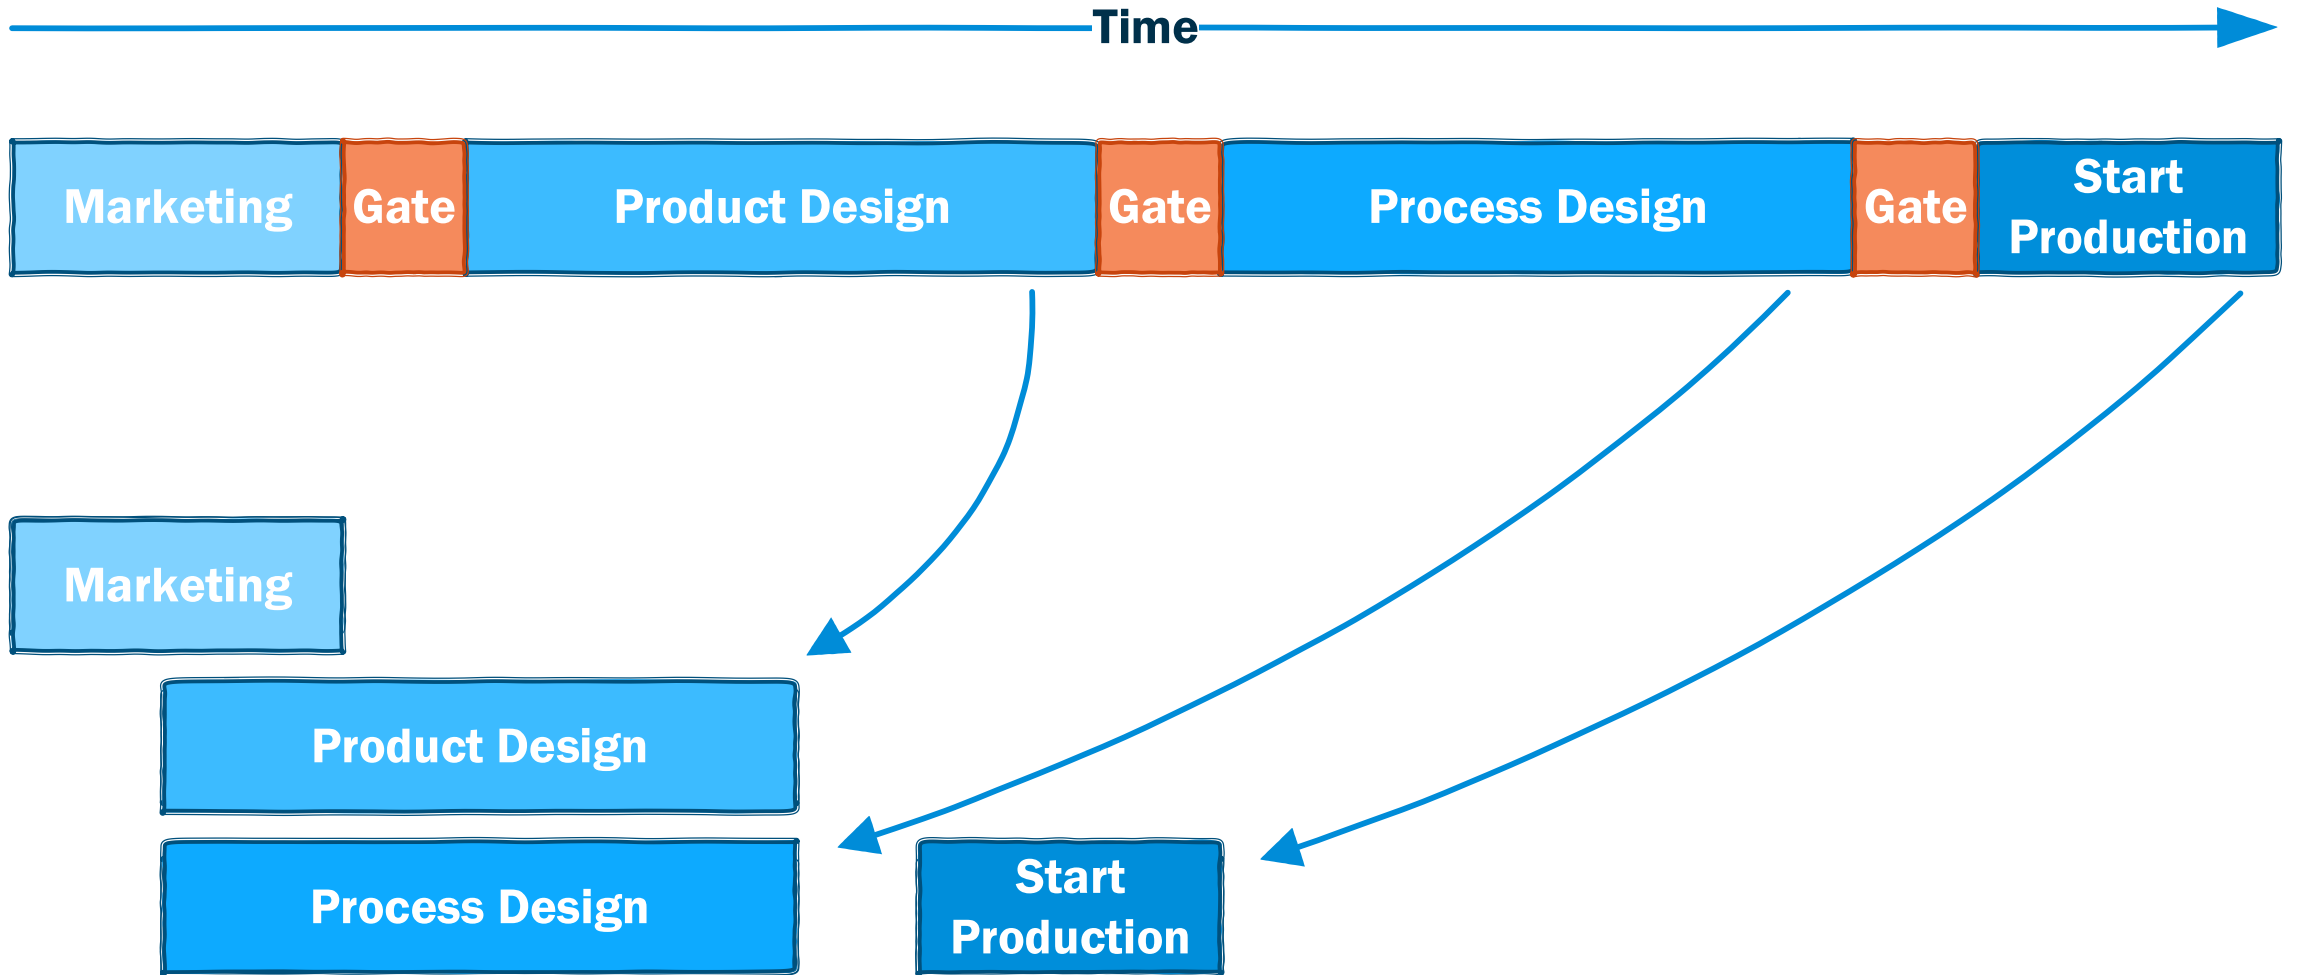 Time
Marketing
Gate
Product Design
Gate
Process Design
Gate
Start
Production
Marketing
Product Design
Process Design
Start
Production